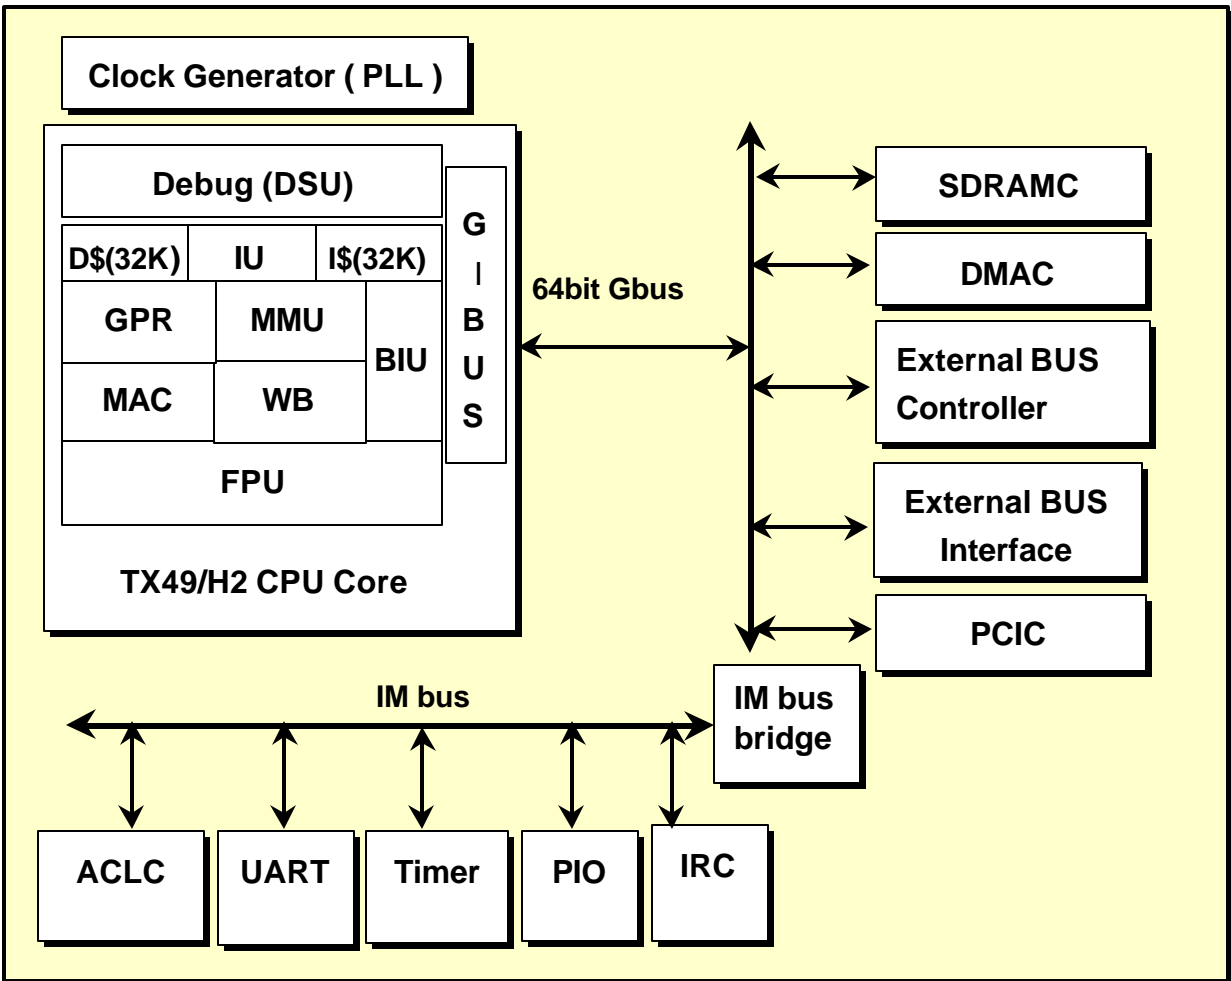 Clock Generator ( PLL )
Debug (DSU)
D$(32K)
IU
I$(32K)
GPR
MMU
BIU
MAC
WB
FPU
G
I
B
U
S
TX49/H2 CPU Core
64bit Gbus
SDRAMC
DMAC
External BUS
Controller
External BUS
Interface
PCIC
IM bus
bridge
IM bus
ACLC
UART
Timer
PIO
IRC